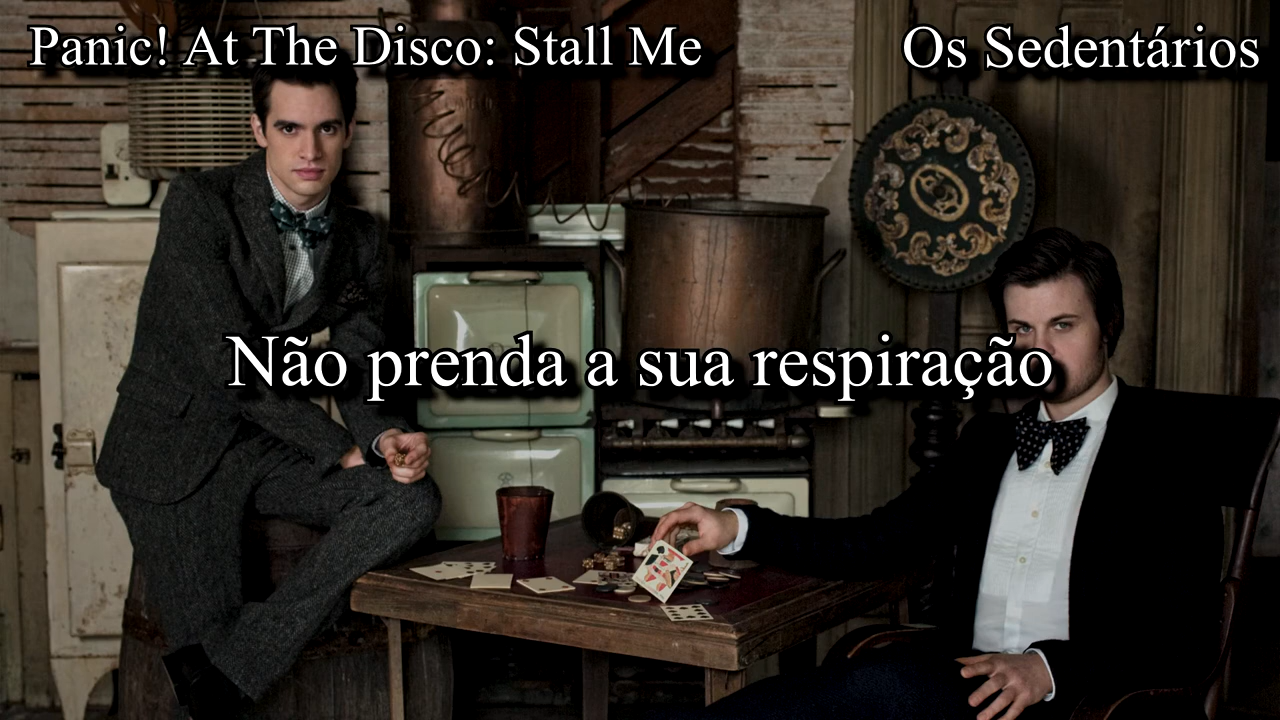 Panic! At The Disco: Stall Me
Os Sedentários
Não prenda a sua respiração